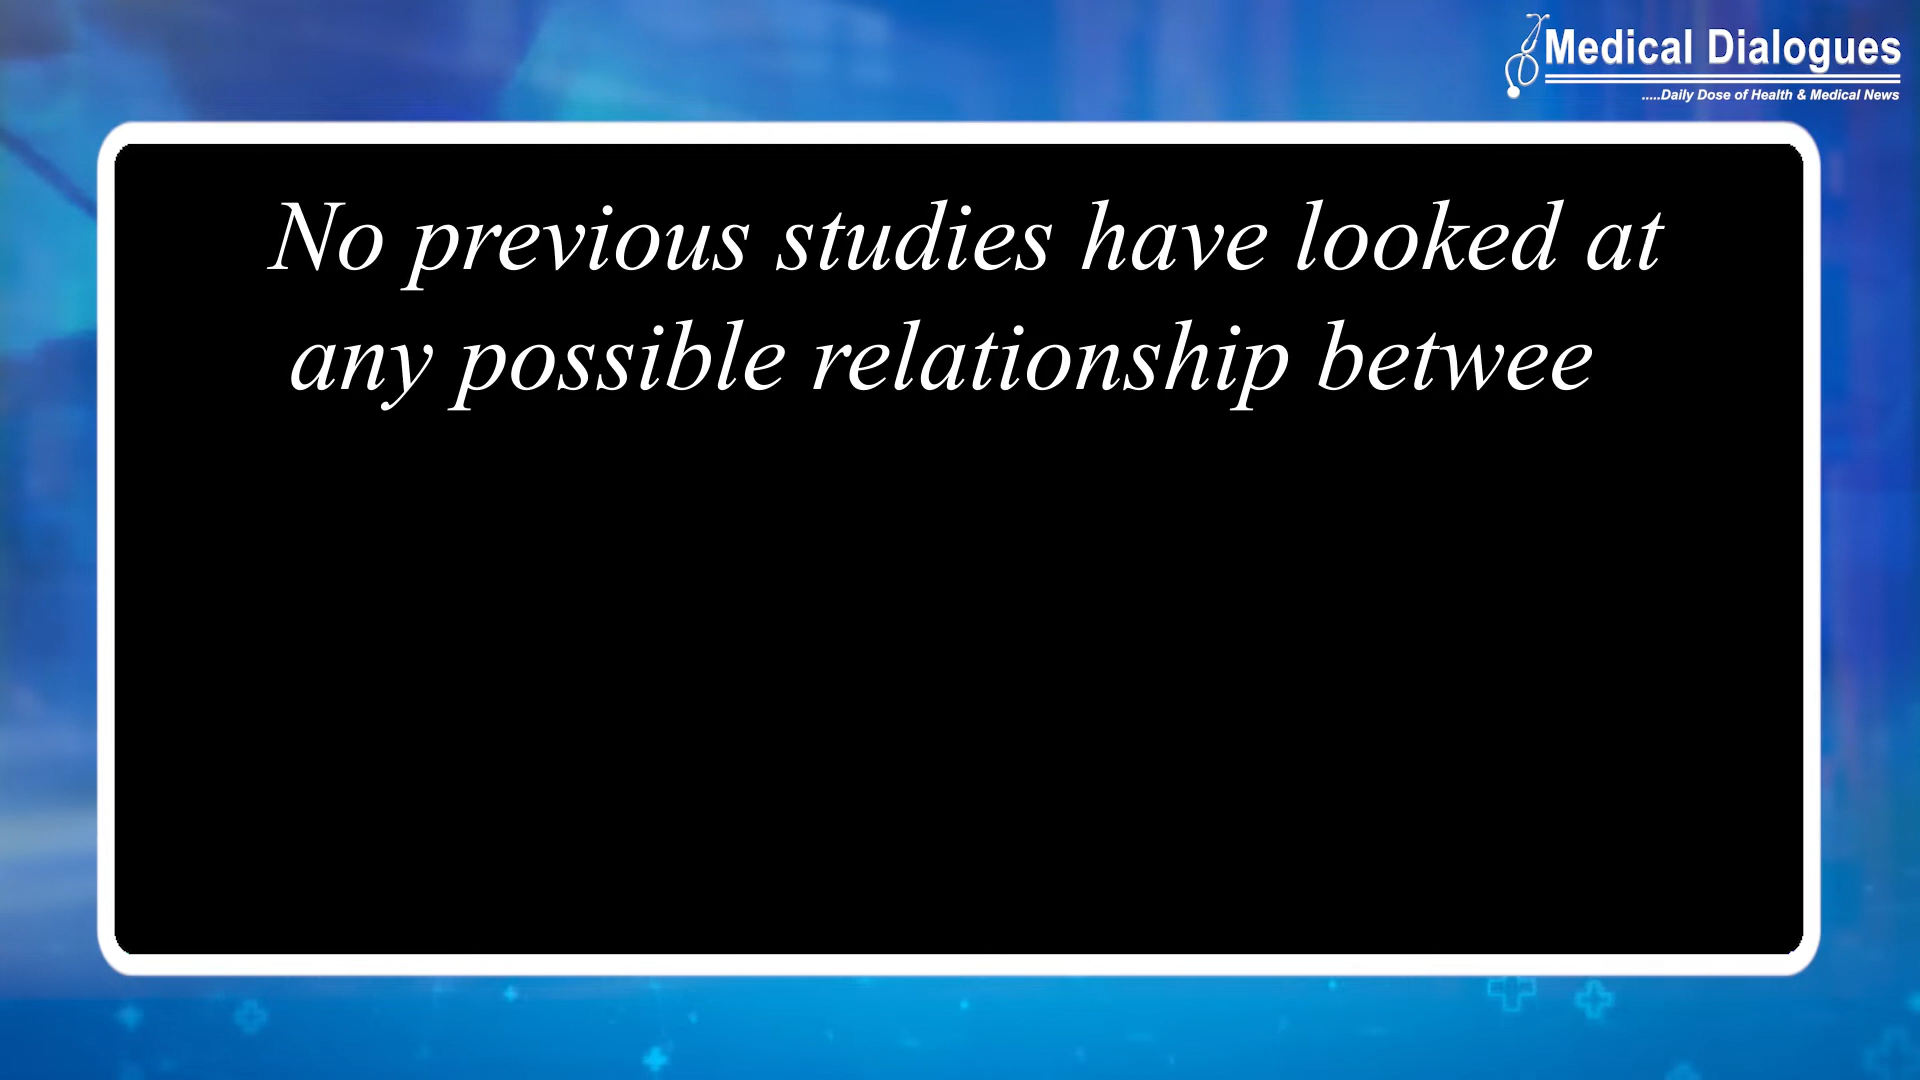 Medical Dialogues
.....Daily Dose of Health & Medical News
No previous studies have looked at
any possible relationship betwee